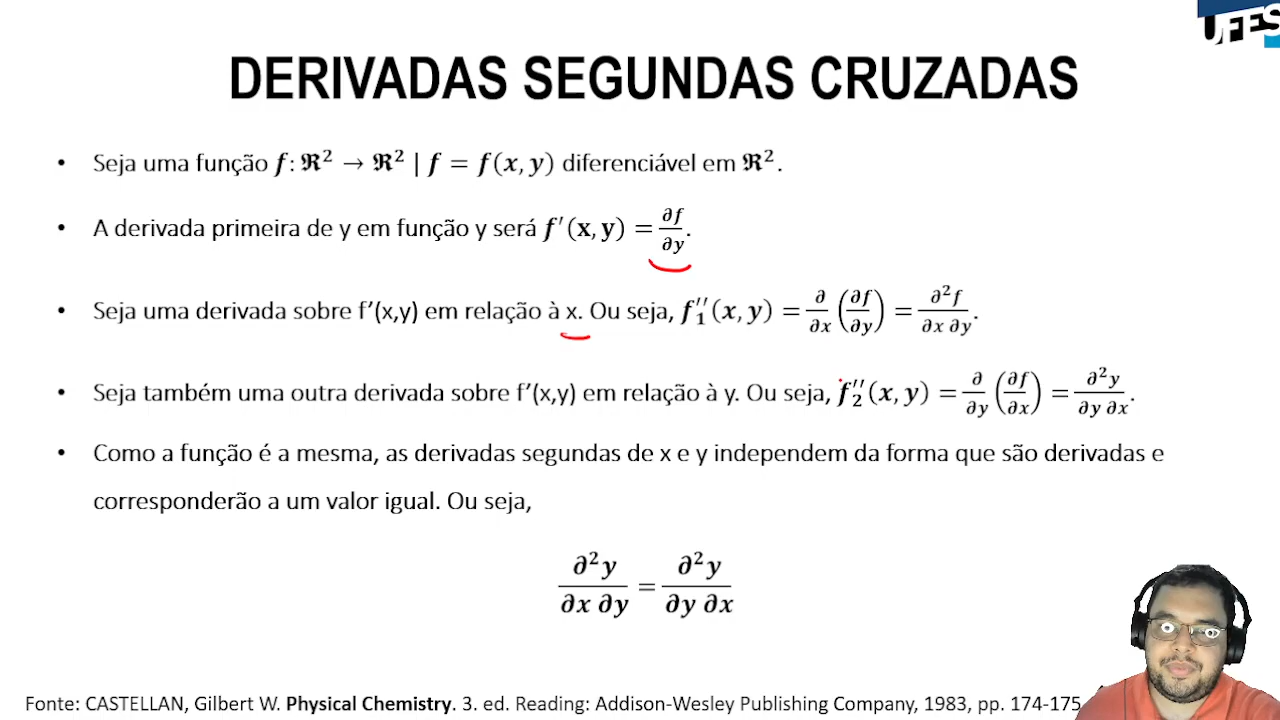 UFES
DERIVADAS SEGUNDAS CRUZADAS
• Seja uma função f: ℜ² → ℜ² | f = f(x, y) diferenciável em ℜ².
• A derivada primeira de y em função y será f′(x, y) = ∂f/∂y.
• Seja uma derivada sobre f’(x,y) em relação à x. Ou seja, f₁′′(x, y) = ∂/∂x (∂f/∂y) = ∂²f/∂x ∂y.
• Seja também uma outra derivada sobre f’(x,y) em relação à y. Ou seja, f₂′′(x, y) = ∂/∂y (∂f/∂x) = ∂²y/∂y ∂x.
• Como a função é a mesma, as derivadas segundas de x e y independem da forma que são derivadas e
corresponderão a um valor igual. Ou seja,
∂²y/∂x ∂y = ∂²y/∂y ∂x
Fonte: CASTELLAN, Gilbert W. Physical Chemistry. 3. ed. Reading: Addison-Wesley Publishing Company, 1983, pp. 174-175